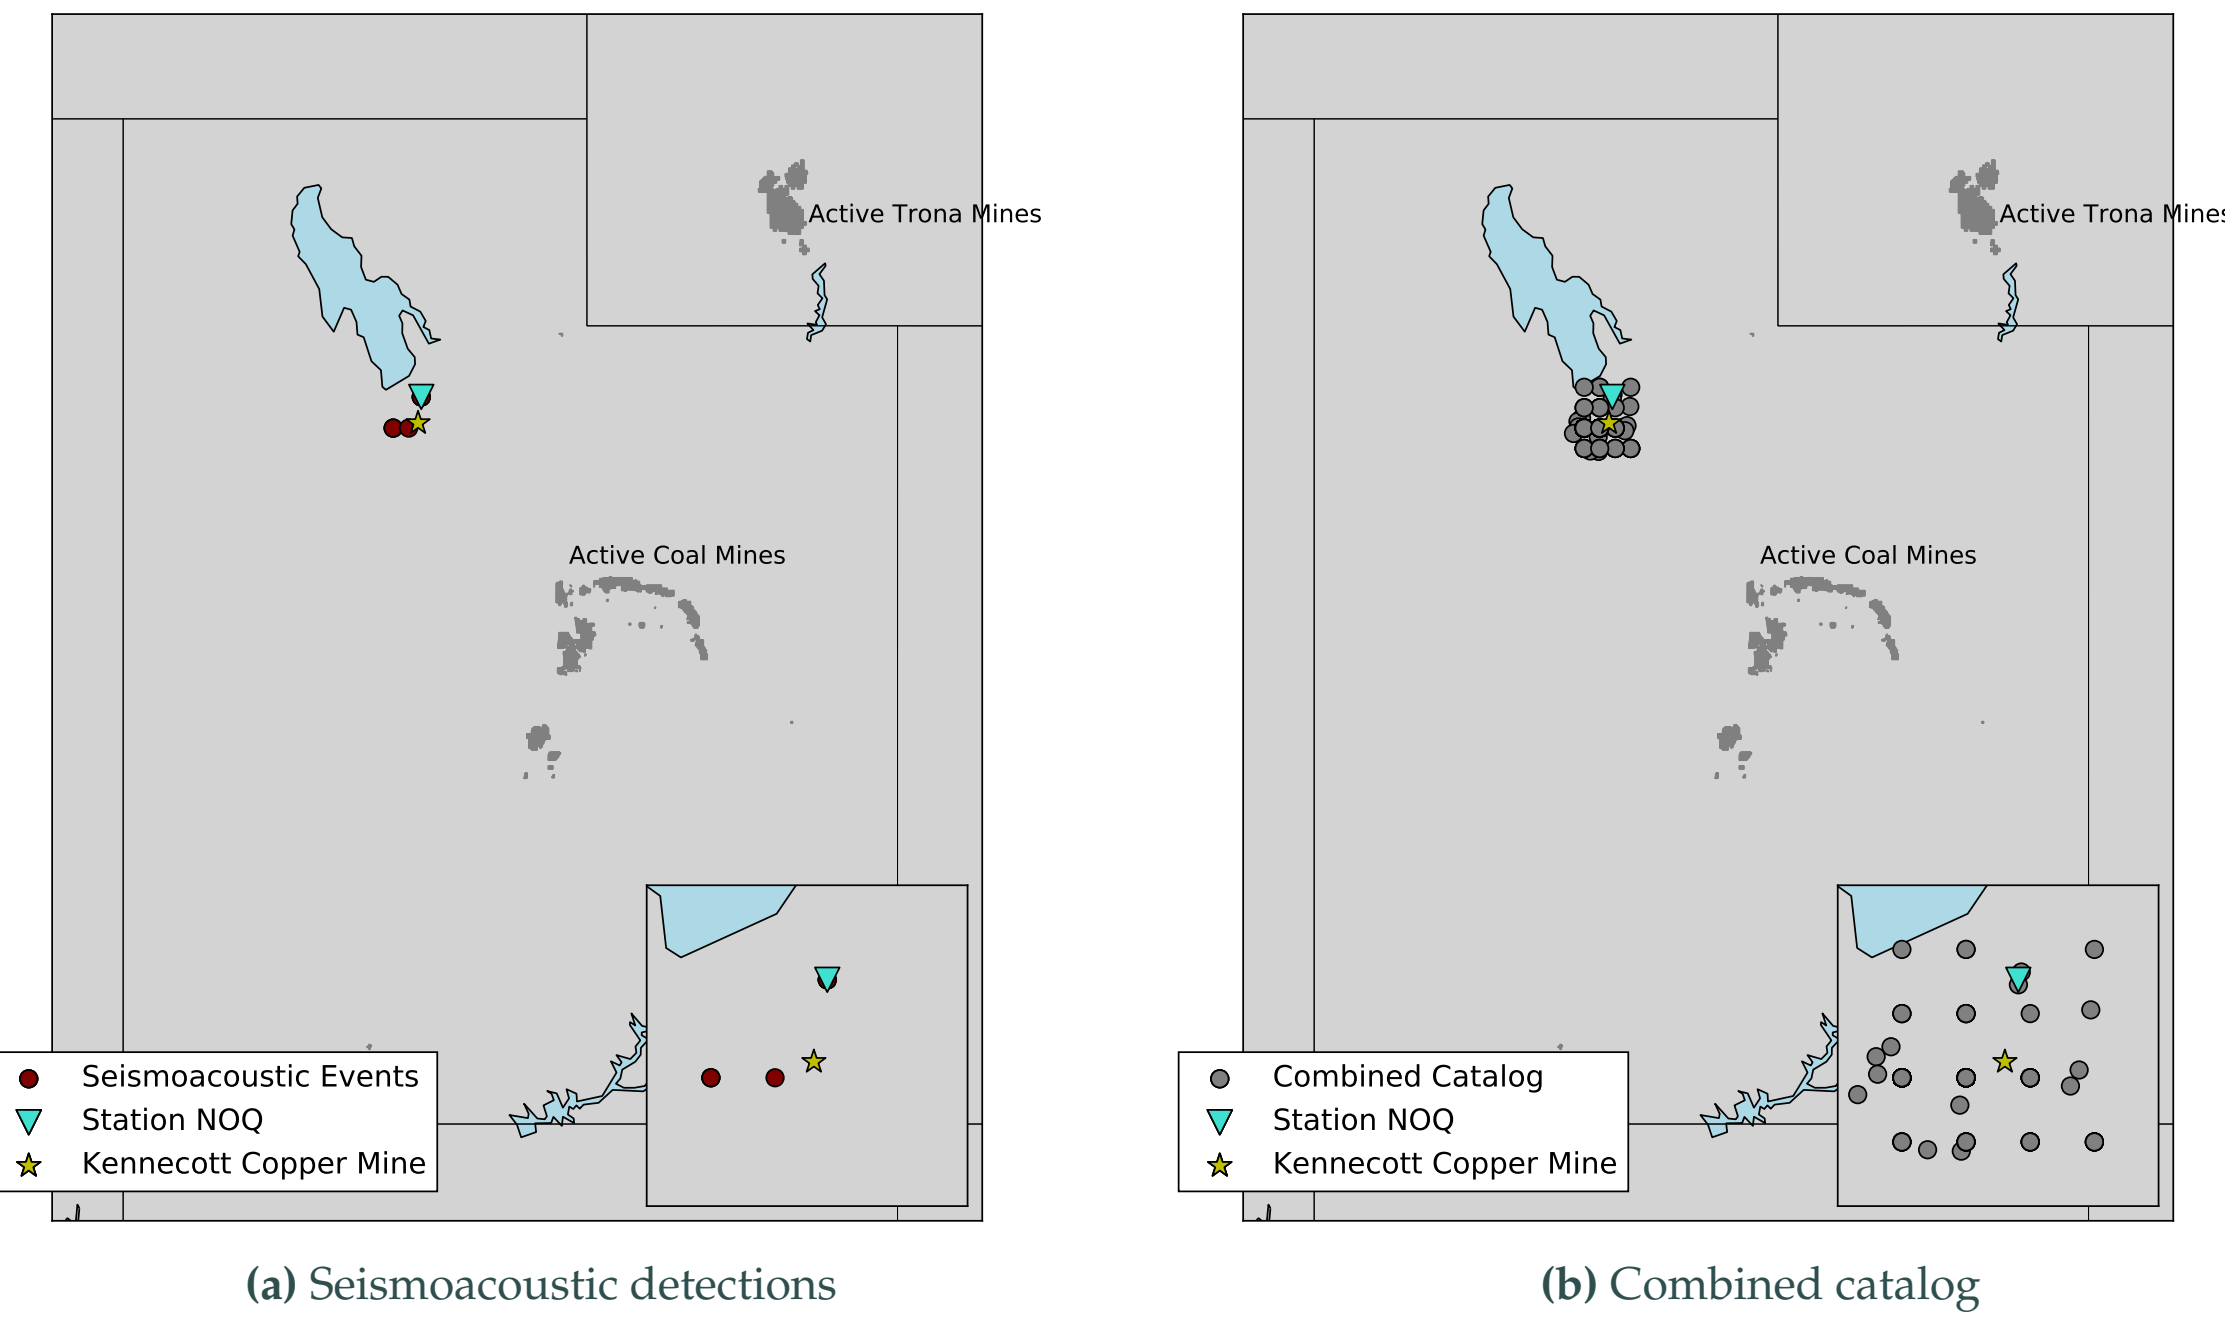 Active Trona Mines
Active Coal Mines
Seismoacoustic Events
Station NOQ
Kennecott Copper Mine
(a) Seismoacoustic detections
Active Trona Mines
Active Coal Mines
Combined Catalog
Station NOQ
Kennecott Copper Mine
(b) Combined catalog